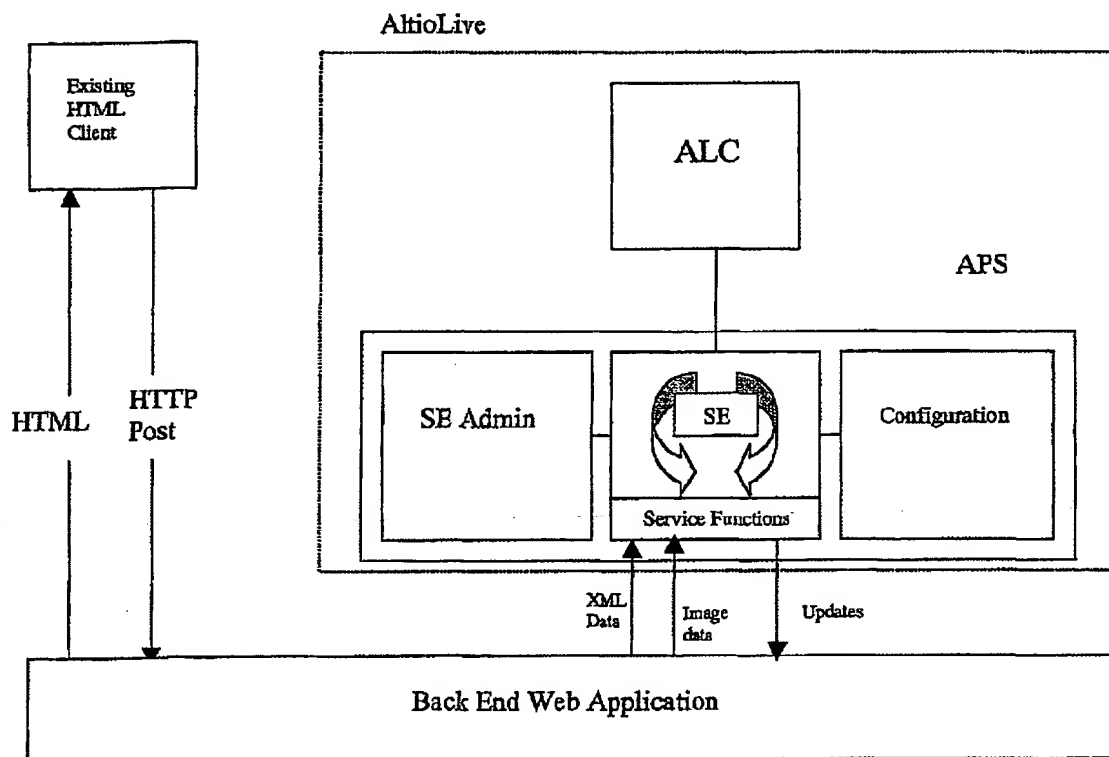 AltioLive
Existing
HTML
Client
ALC
APS
HTML
HTTP
Post
SE Admin
SE
Configuration
Service Functions
XML
Data
Image
data
Updates
Back End Web Application